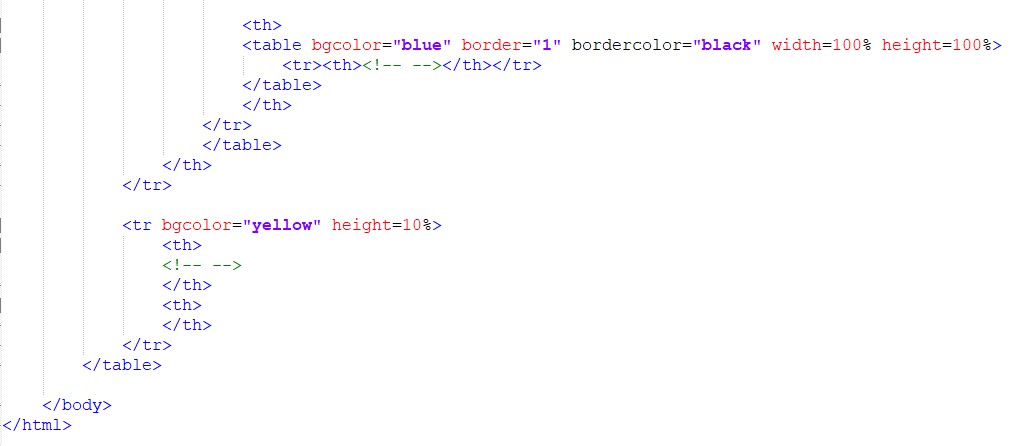 <th>
<table bgcolor="blue" border="1" bordercolor="black" width=100% height=100%>
<tr><th><!-- --></th></tr>
</table>
</th>
</tr>
</table>
</th>
</tr>
<tr bgcolor="yellow" height=10%>
<th>
<!-- -->
</th>
<th>
</th>
</tr>
</table>
</body>
</html>